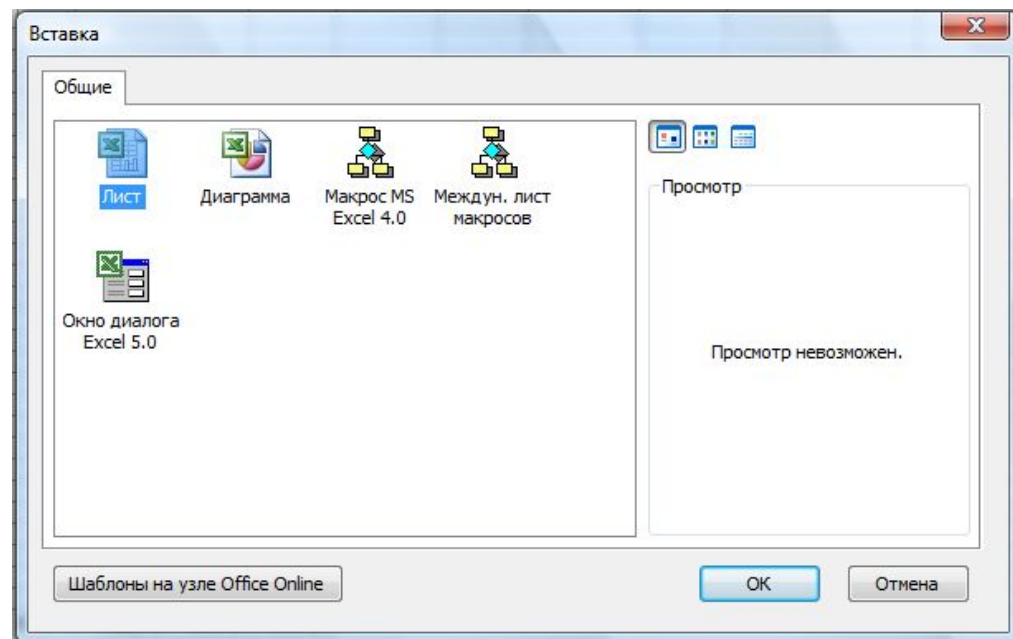 Вставка
Общие
Лист
Диаграмма
Макрос MS
Excel 4.0
Междун. лист
макросов
Окно диалога
Excel 5.0
Просмотр
Просмотр невозможен.
Шаблоны на узле Office Online
ОК
Отмена